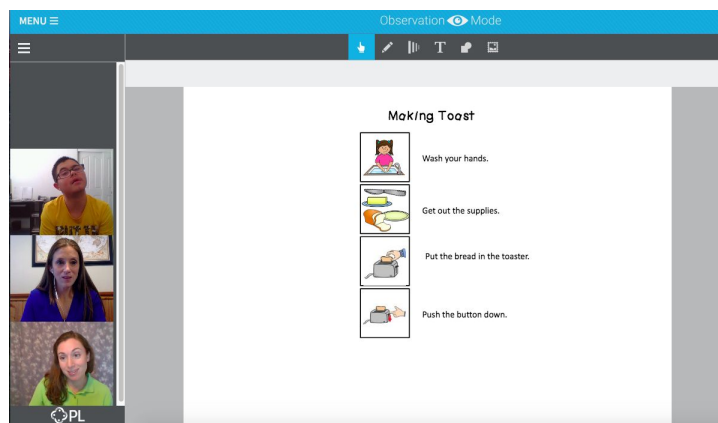 MENU
Observation Mode
T
Making Toast
Wash your hands.
Get out the supplies.
Put the bread in the toaster.
Push the button down.
PL